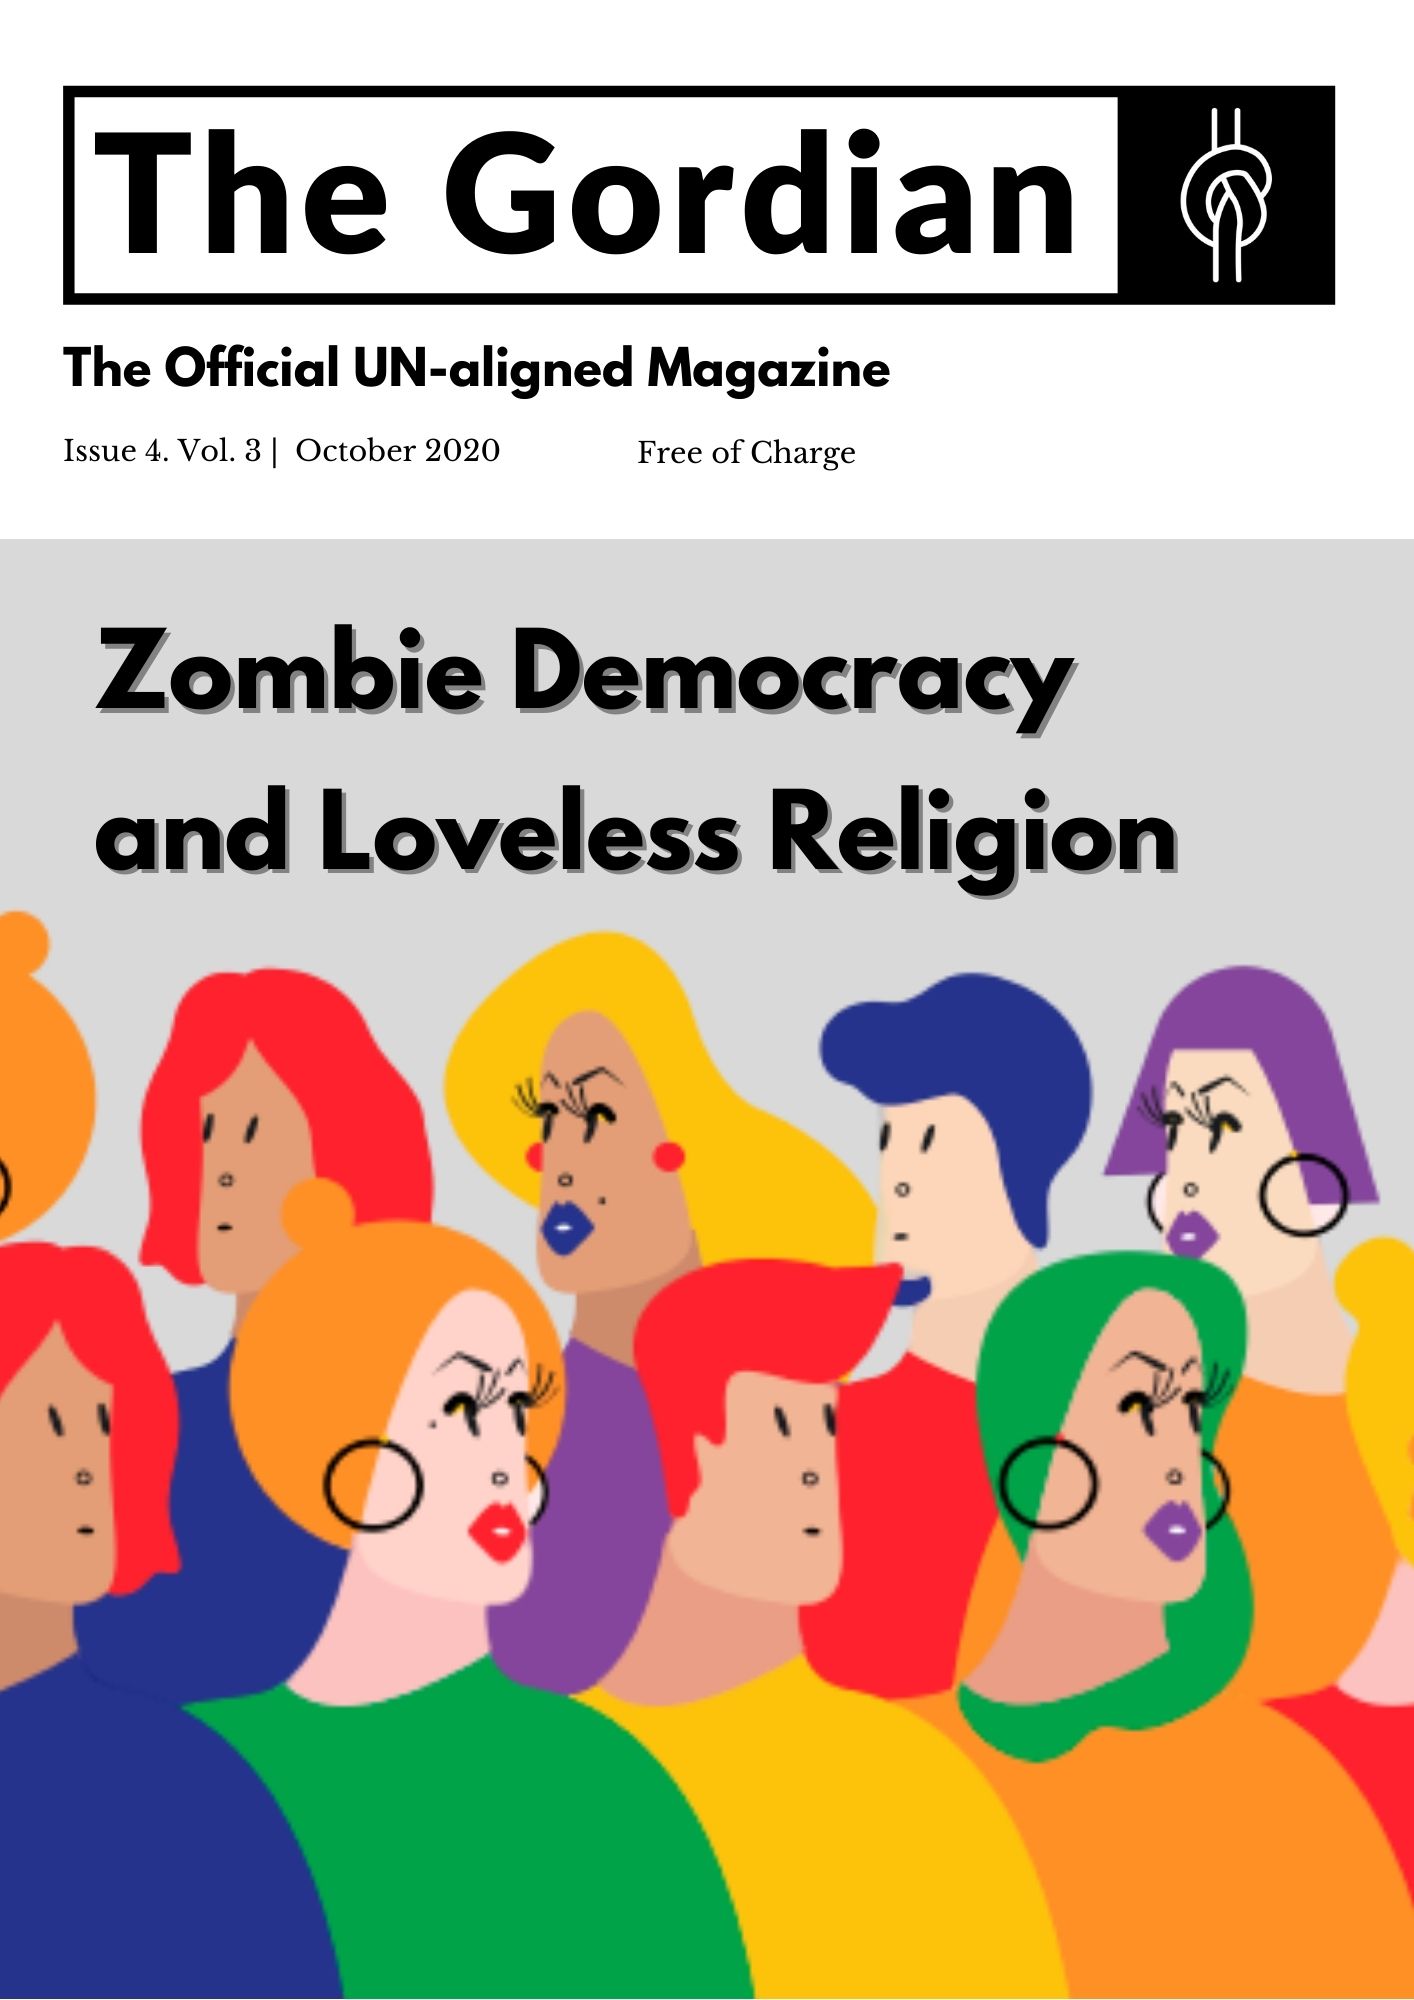 The Gordian
The Official UN-aligned Magazine
Issue 4. Vol. 3 | October 2020
Free of Charge
Zombie Democracy
and Loveless Religion